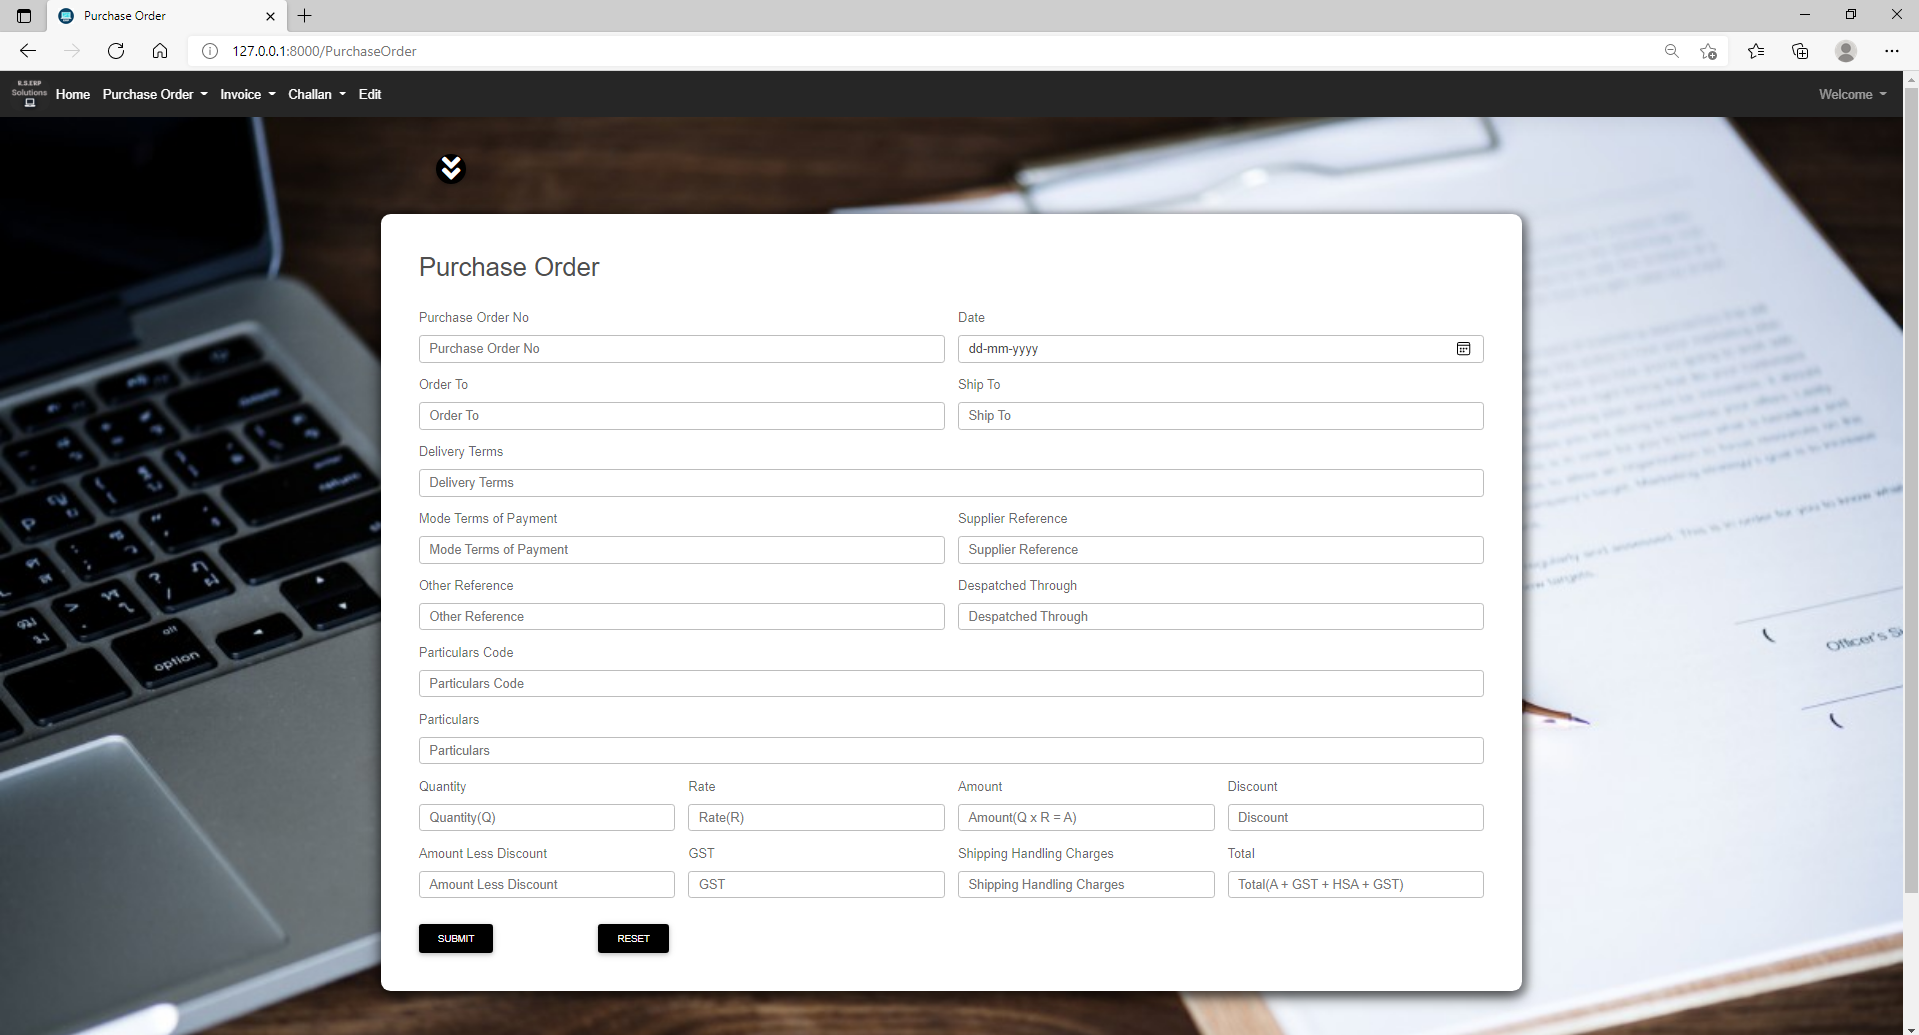 Purchase Order
127.0.0.1:8000/PurchaseOrder
E.S.ERP
Solutions
Home Purchase Order Invoice Challan Edit Welcome
Purchase Order
Purchase Order No Date
Purchase Order No dd-mm-yyyy
Order To Ship To
Order To Ship To
Delivery Terms
Delivery Terms
Mode Terms of Payment Supplier Reference
Mode Terms of Payment Supplier Reference
Other Reference Despatched Through
Other Reference Despatched Through
Particulars Code
Particulars Code
Particulars
Particulars
Quantity Rate Amount Discount
Quantity(Q) Rate(R) Amount(Q x R = A) Discount
Amount Less Discount GST Shipping Handling Charges Total
Amount Less Discount GST Shipping Handling Charges Total(A + GST + HSA + GST)
SUBMIT RESET
enter
return
alt
option
Officer's